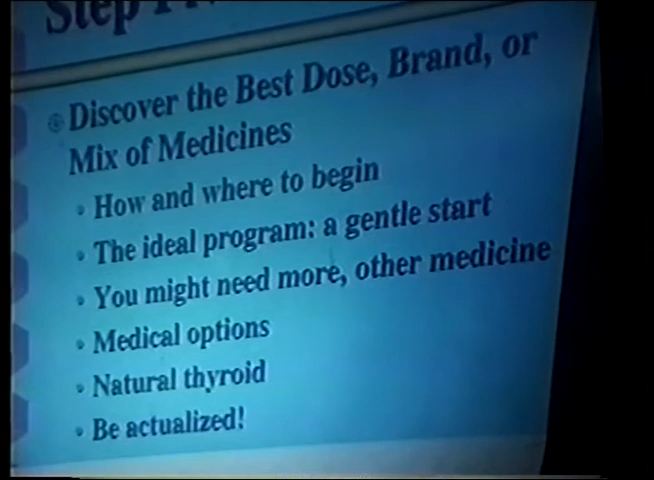 Step
Discover the Best Dose, Brand, or
Mix of Medicines
How and where to begin
The ideal program: a gentle start
You might need more, other medicine
Medical options
Natural thyroid
Be actualized!